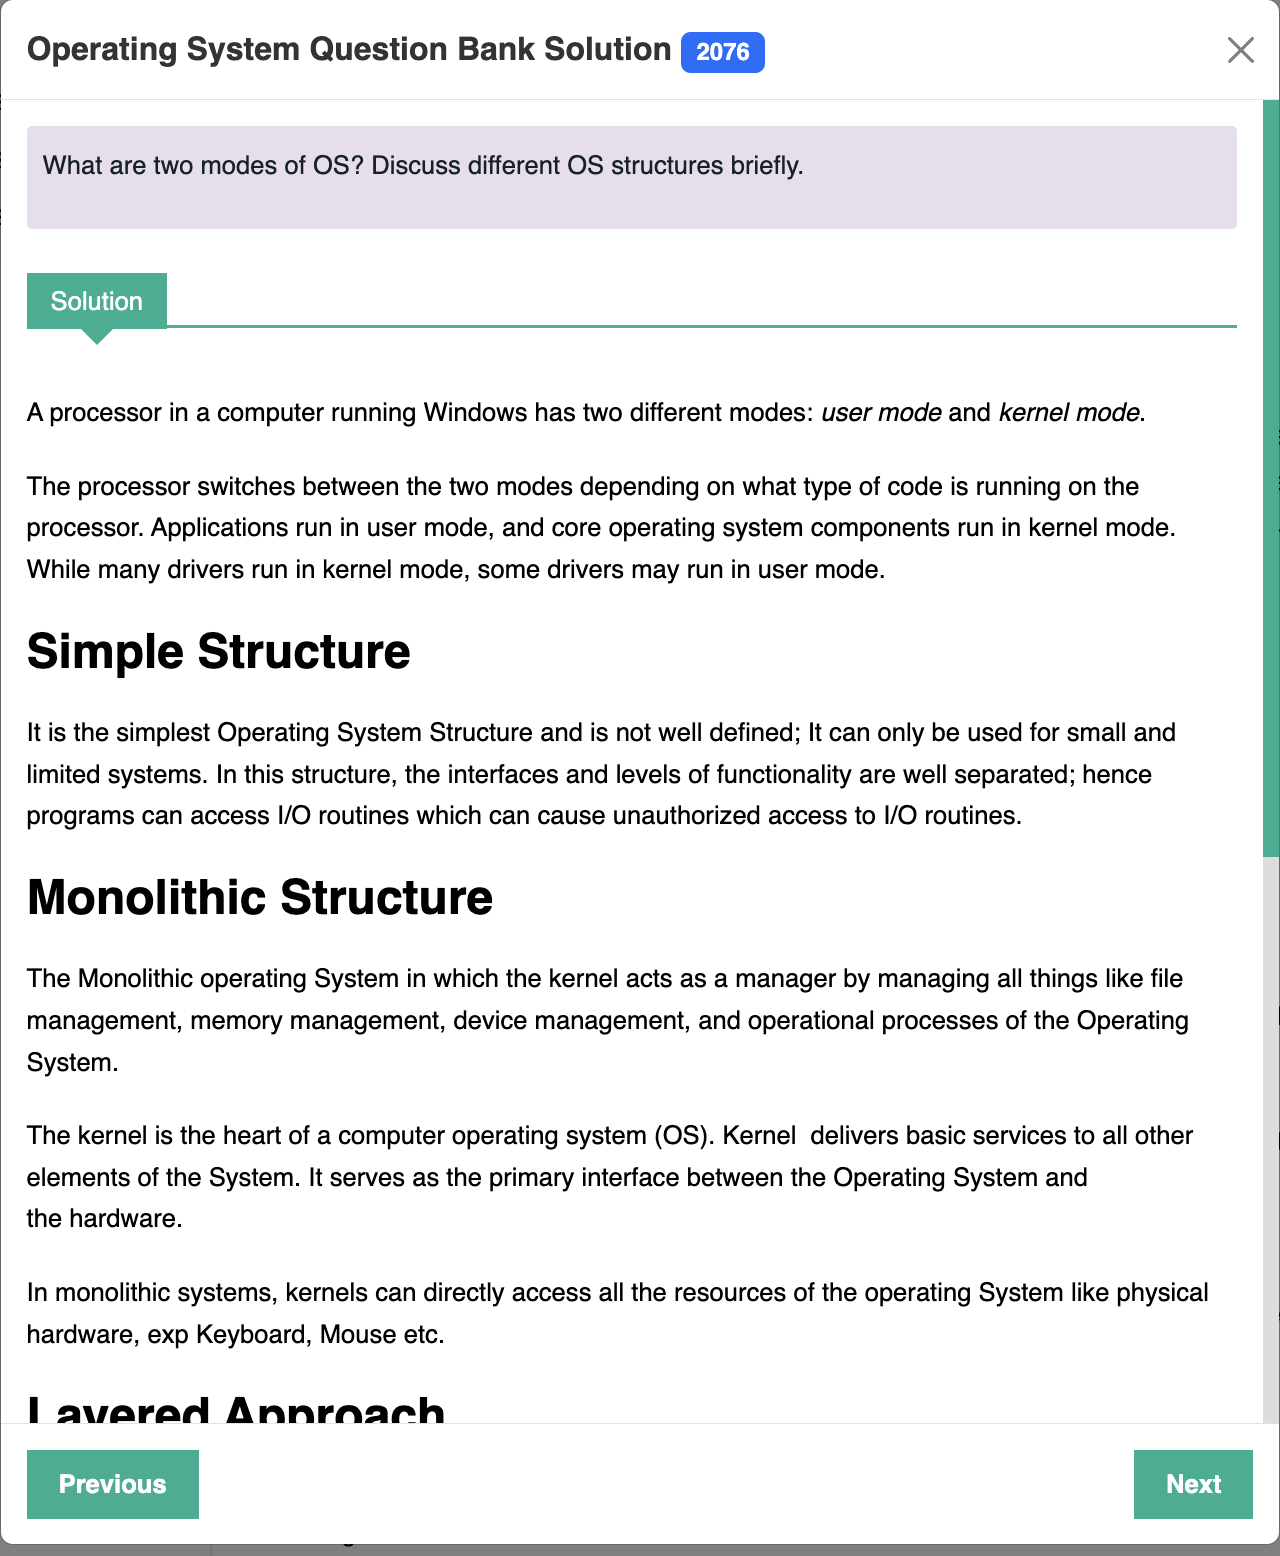 Operating System Question Bank Solution 2076
What are two modes of OS? Discuss different OS structures briefly.
Solution
A processor in a computer running Windows has two different modes: user mode and kernel mode.
The processor switches between the two modes depending on what type of code is running on the
processor. Applications run in user mode, and core operating system components run in kernel mode.
While many drivers run in kernel mode, some drivers may run in user mode.
Simple Structure
It is the simplest Operating System Structure and is not well defined; It can only be used for small and
limited systems. In this structure, the interfaces and levels of functionality are well separated; hence
programs can access I/O routines which can cause unauthorized access to I/O routines.
Monolithic Structure
The Monolithic operating System in which the kernel acts as a manager by managing all things like file
management, memory management, device management, and operational processes of the Operating
System.
The kernel is the heart of a computer operating system (OS). Kernel  delivers basic services to all other
elements of the System. It serves as the primary interface between the Operating System and
the hardware.
In monolithic systems, kernels can directly access all the resources of the operating System like physical
hardware, exp Keyboard, Mouse etc.
Layered Approach
Previous
Next